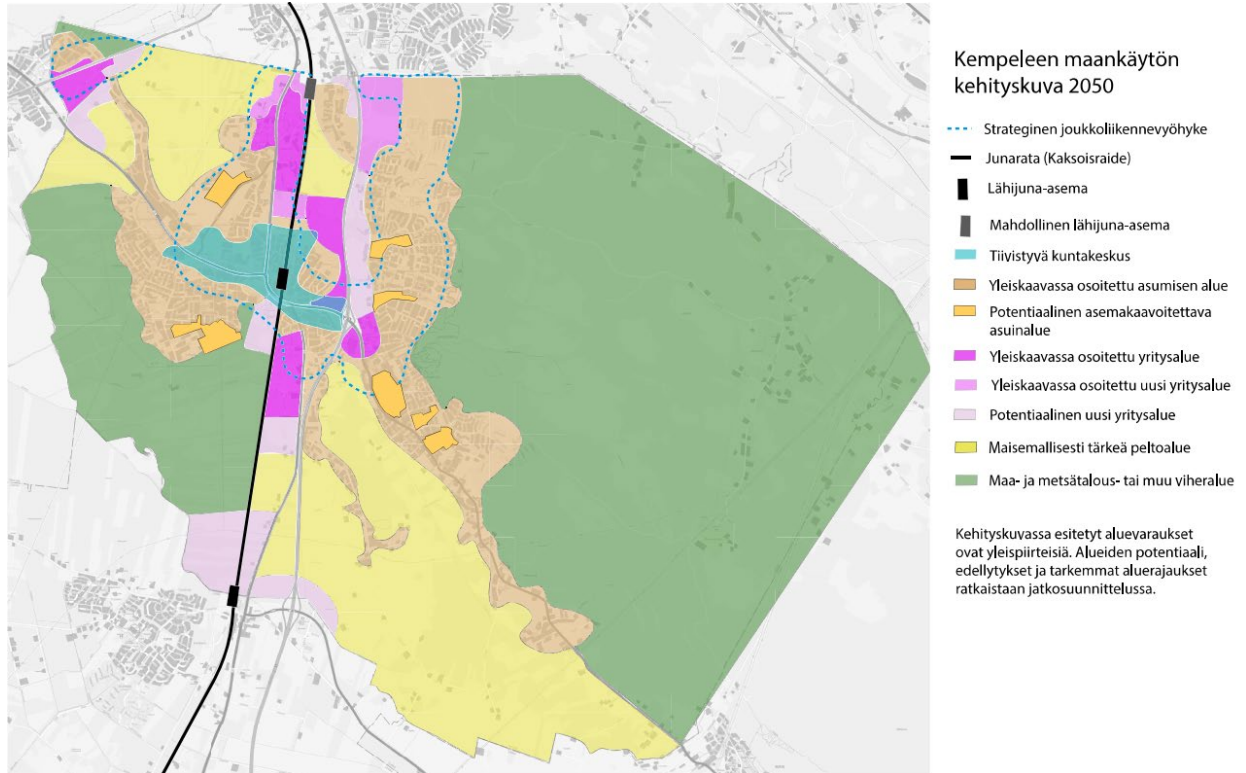 Kempeleen maankäytön
kehityskuva 2050
Strateginen joukkoliikennevyöhyke
Junarata (Kaksoisraide)
Lähijuna-asema
Mahdollinen lähijuna-asema
Tiivistyvä kuntakeskus
Yleiskaavassa osoitettu asumisen alue
Potentiaalinen asemakaavoitettava
asuinalue
Yleiskaavassa osoitettu yritysalue
Yleiskaavassa osoitettu uusi yritysalue
Potentiaalinen uusi yritysalue
Maisemallisesti tärkeä peltoalue
Maa- ja metsätalous- tai muu viheralue
Kehityskuvassa esitetyt aluevaraukset
ovat yleispiirteisiä. Alueiden potentiaali,
edellytykset ja tarkemmat aluerajaukset
ratkaistaan jatkosuunnittelussa.